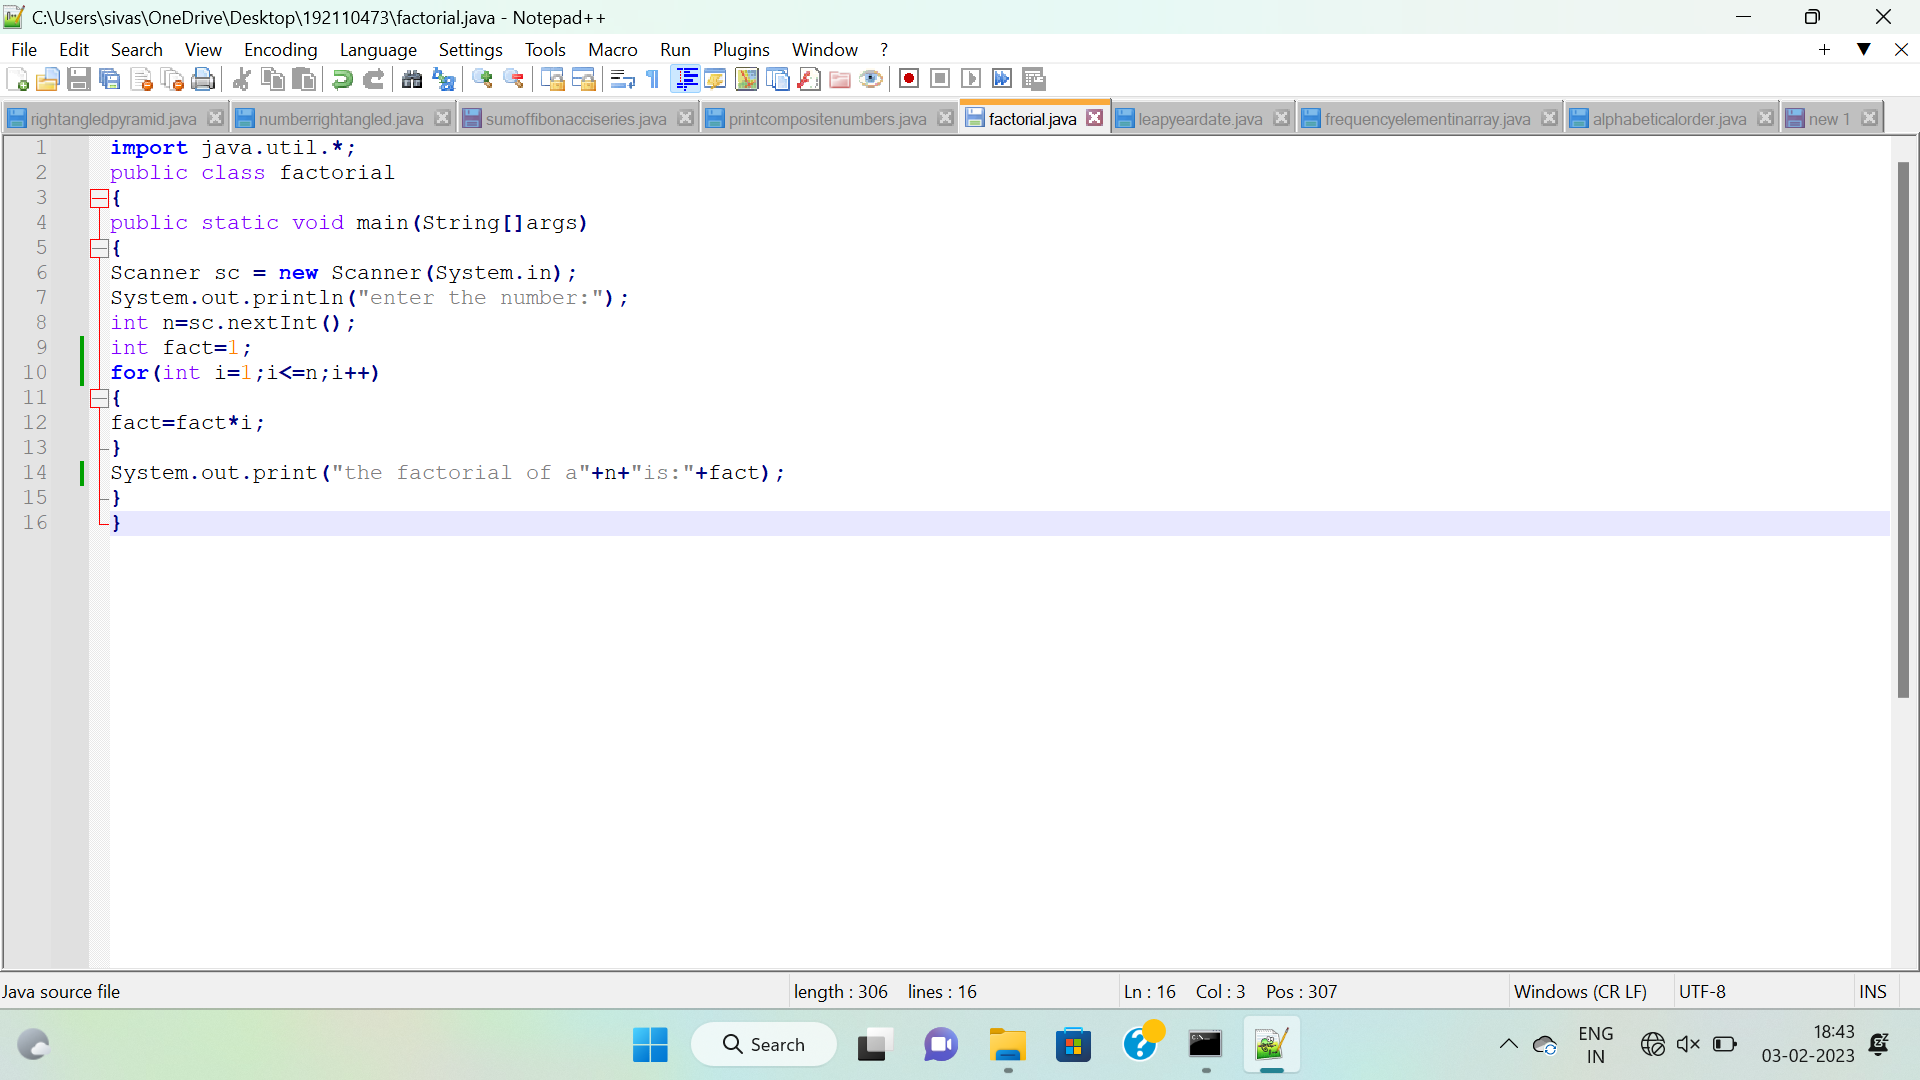 C:\Users\sivas\OneDrive\Desktop\192110473\factorial.java - Notepad++
File Edit Search View Encoding Language Settings Tools Macro Run Plugins Window ?
rightangledpyramid.java numberrightangled.java sumoffibonacciseries.java printcompositenumbers.java factorial.java leapyeardate.java frequencyelementinarray.java alphabeticalorder.java new 1
1 import java.util.*;
2 public class factorial
3 {
4 public static void main(String[]args)
5 {
6 Scanner sc = new Scanner(System.in);
7 System.out.println("enter the number:");
8 int n=sc.nextInt();
9 int fact=1;
10 for(int i=1;i<=n;i++)
11 {
12 fact=fact*i;
13 }
14 System.out.print("the factorial of a"+n+"is:"+fact);
15 }
16 }
Java source file length : 306 lines : 16 Ln : 16 Col : 3 Pos : 307 Windows (CR LF) UTF-8 INS
Search ENG 18:43
IN 03-02-2023